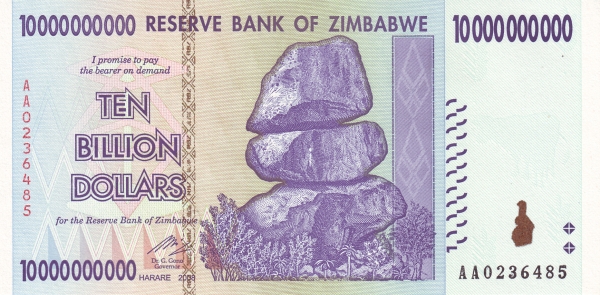 10000000000 RESERVE BANK OF ZIMBABWE 10000000000
I promise to pay
the bearer on demand
AA0236485
TEN
BILLION
DOLLARS
for the Reserve Bank of Zimbabwe
Dr. G. Gono
Governor
10000000000
HARARE 2008
AA0236485